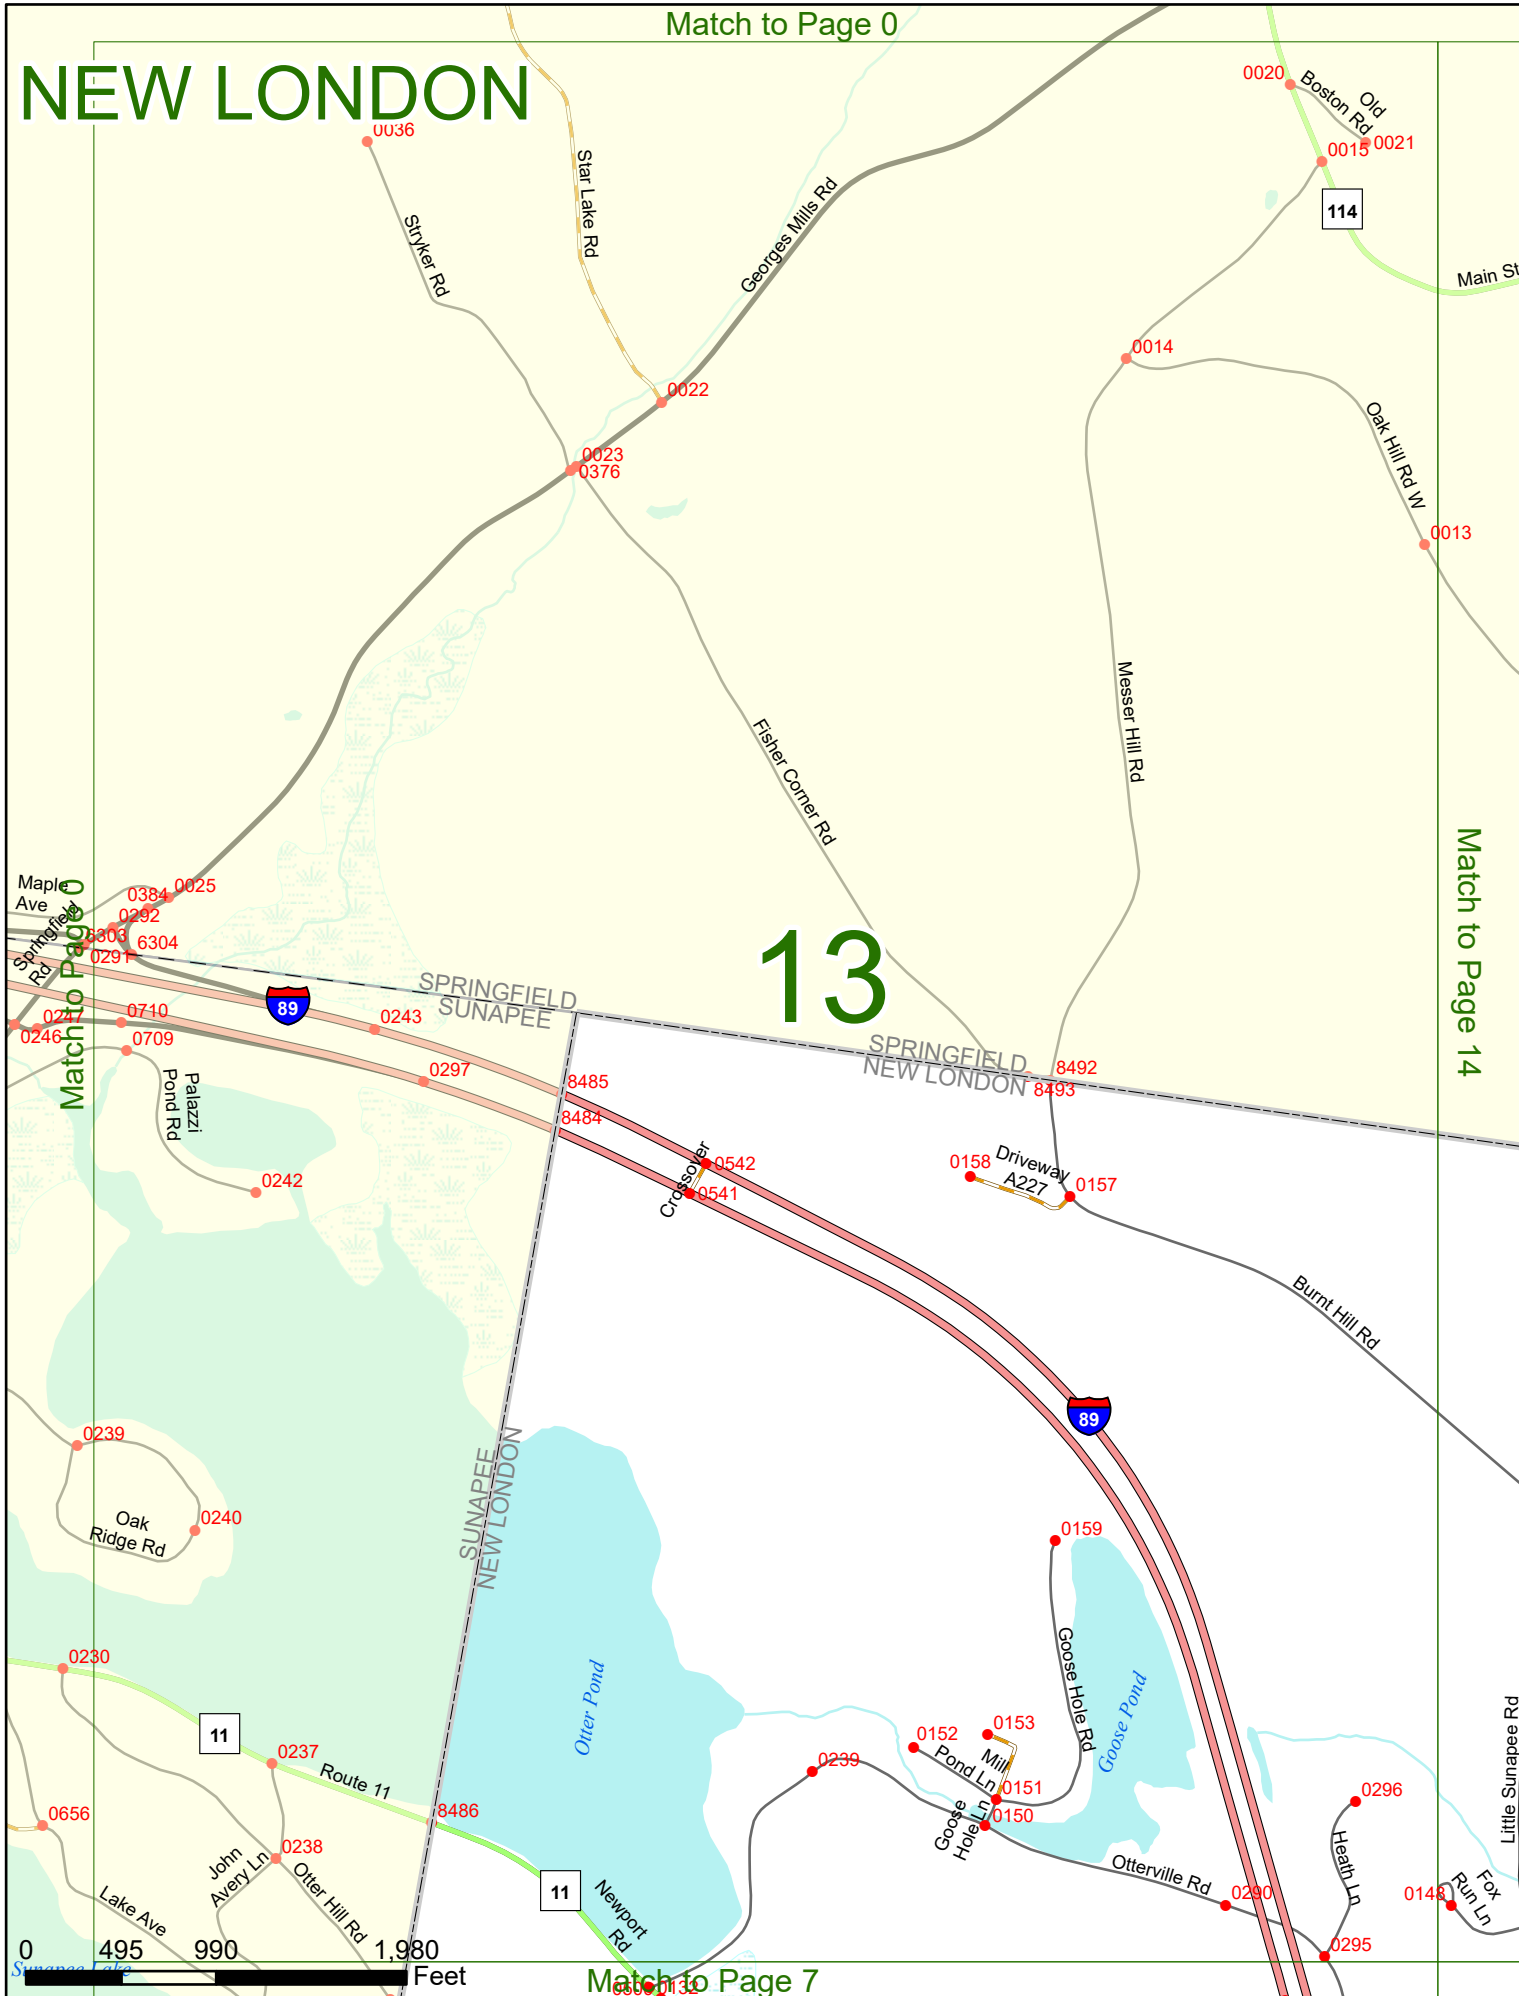 Match to Page 0
NEW LONDON
0036
0020
Old
Boston Rd
0021
0015
114
Main St
Star Lake Rd
Georges Mills Rd
Stryker Rd
0014
0022
0023
0376
Oak Hill Rd W
0013
Messer Hill Rd
Fisher Corner Rd
Match to Page 14
Maple
Ave
0384
0025
0292
6303
6304
0291
Springfield
Rd
Match to Page 0
13
SPRINGFIELD
SUNAPEE
89
0247
0246
0710
0709
0243
0297
Palazzi
Pond Rd
0242
SPRINGFIELD
NEW LONDON
8492
8493
8485
8484
Crossover
0542
0541
0158
Driveway
A227
0157
Burnt Hill Rd
89
0239
Oak
Ridge Rd
0240
SUNAPEE
NEW LONDON
0159
0230
11
0237
Route 11
Otter Pond
Goose Hole Rd
Goose Pond
0152
0153
Mill
Pond Ln
0151
0239
Goose
Hole Ln
0150
0296
Little Sunapee Rd
0656
8486
0238
John
Avery Ln
Otter Hill Rd
Lake Ave
11
Newport
Rd
Otterville Rd
0290
Heath Ln
0148
Fox
Run Ln
0295
0 495 990 1,980
Feet
Sunapee Lake
Match to Page 7
0132